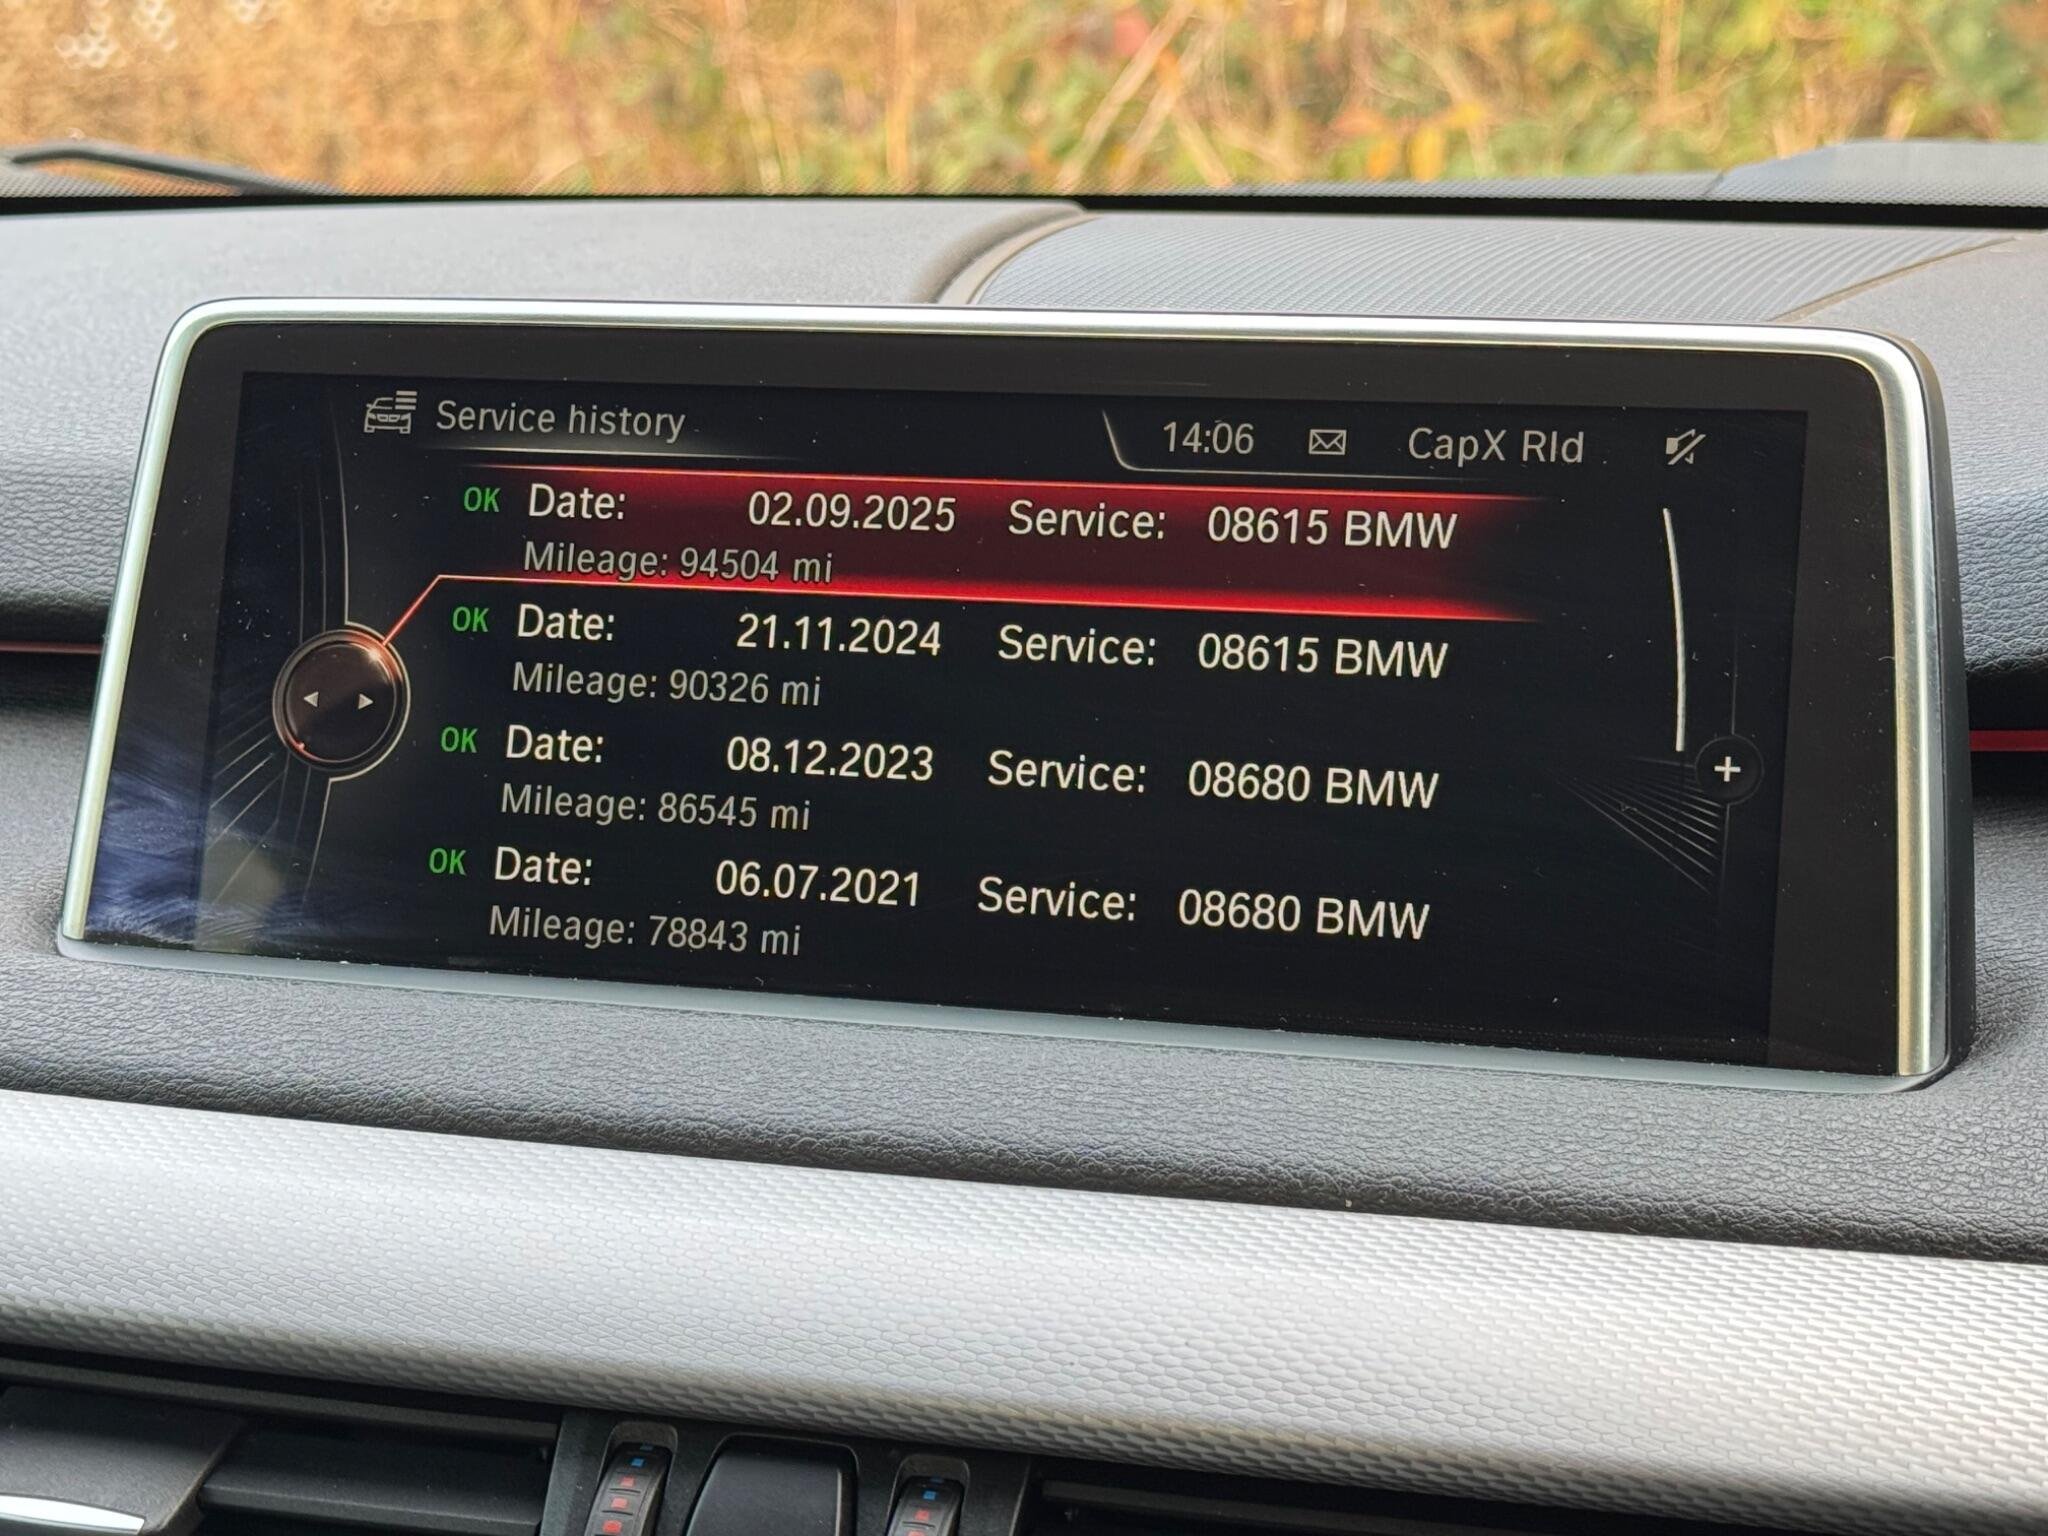 Service history 14:06 CapX Rld
OK Date: 02.09.2025 Service: 08615 BMW
Mileage: 94504 mi
OK Date: 21.11.2024 Service: 08615 BMW
Mileage: 90326 mi
OK Date: 08.12.2023 Service: 08680 BMW
Mileage: 86545 mi
OK Date: 06.07.2021 Service: 08680 BMW
Mileage: 78843 mi